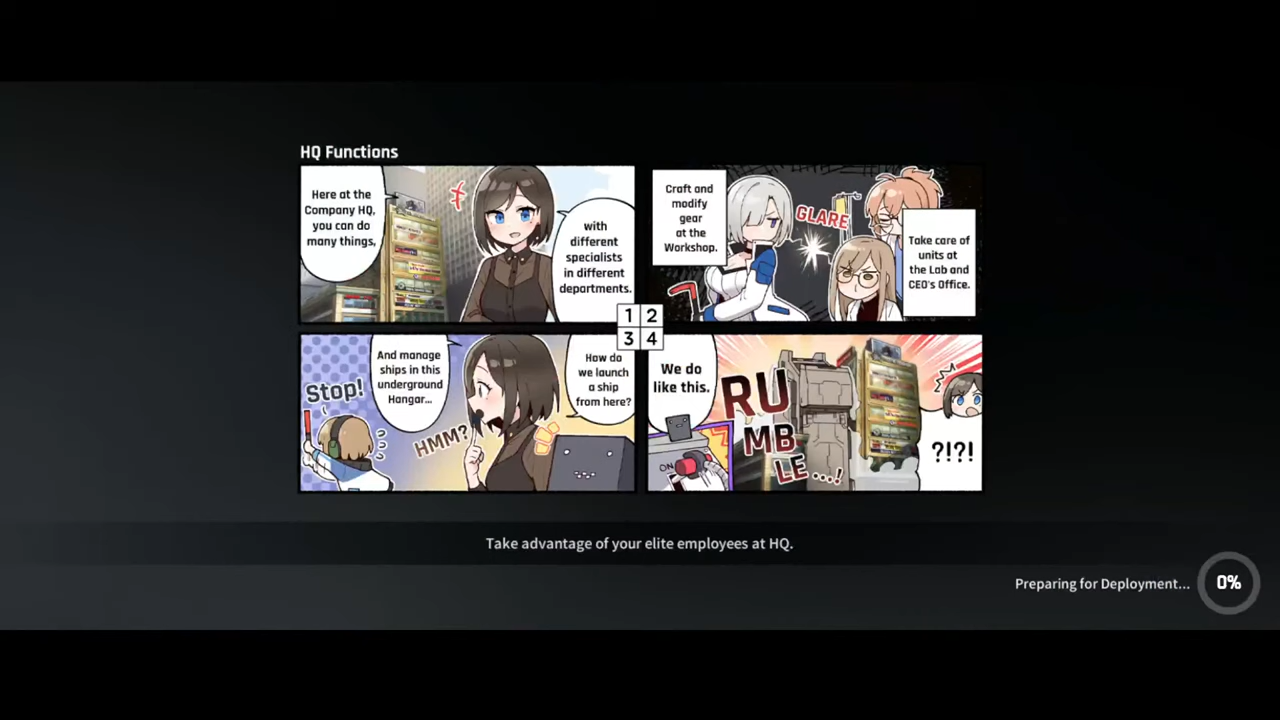 HQ Functions
Here at the
Company HQ,
you can do
many things,
with
different
specialists
in different
departments.
Craft and
modify
gear
at the
Workshop.
GLARE
Take care of
units at
the Lab and
CEO's Office.
1 2
3 4
Stop!
And manage
ships in this
underground
Hangar...
HMM?
How do
we launch
a ship
from here?
We do
like this.
ON
RU
MB
LE...!
?!?!
Take advantage of your elite employees at HQ.
Preparing for Deployment...
0%